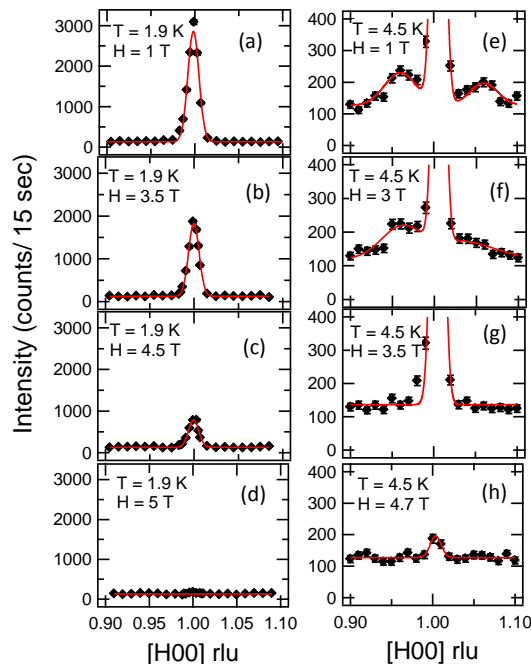 Intensity (counts/ 15 sec)
3000
2000
1000
0
T = 1.9 K
H = 1 T
(a)
3000
2000
1000
0
T = 1.9 K
H = 3.5 T
(b)
3000
2000
1000
0
T = 1.9 K
H = 4.5 T
(c)
3000
2000
1000
0
T = 1.9 K
H = 5 T
(d)
0.90 0.95 1.00 1.05 1.10
[H00] rlu
400
300
200
100
0
T = 4.5 K
H = 1 T
(e)
400
300
200
100
0
T = 4.5 K
H = 3 T
(f)
400
300
200
100
0
T = 4.5 K
H = 3.5 T
(g)
400
300
200
100
0
T = 4.5 K
H = 4.7 T
(h)
0.90 1.00 1.10
[H00] rlu